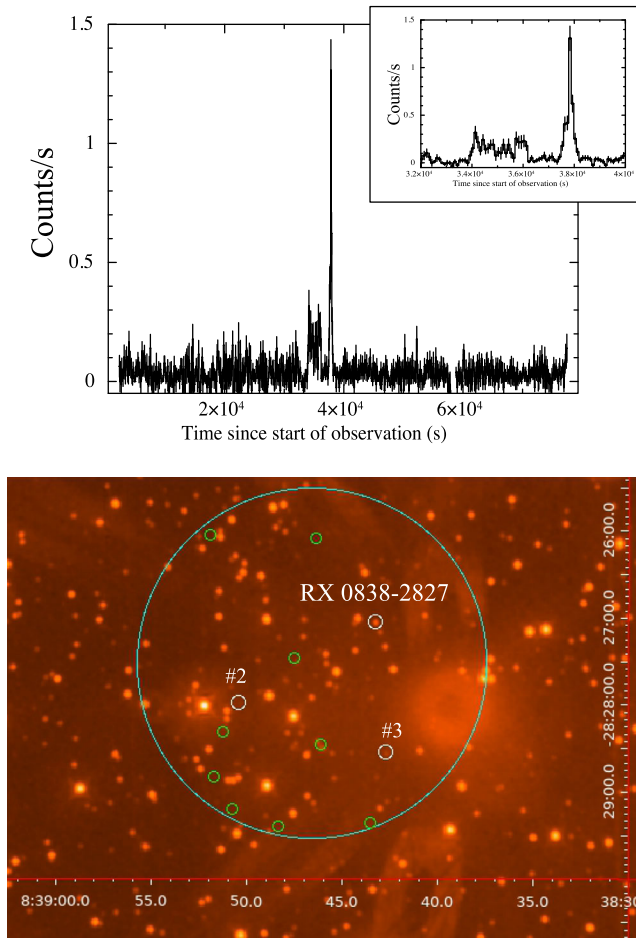 1.5
1
0.5
0
Counts/s
2×10⁴ 4×10⁴ 6×10⁴
Time since start of observation (s)
1.5
1
0.5
0
Counts/s
3.2×10⁴ 3.4×10⁴ 3.6×10⁴ 3.8×10⁴ 4×10⁴
Time since start of observation (s)
RX 0838-2827
#2
#3
26:00.0
27:00.0
-28:28:00.0
29:00.0
8:39:00.0 55.0 50.0 45.0 40.0 35.0 38:30